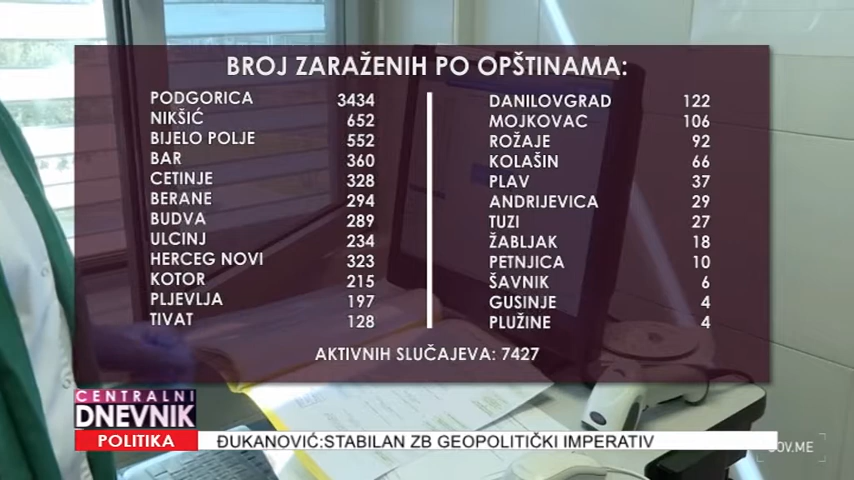 BROJ ZARAŽENIH PO OPŠTINAMA:
PODGORICA 3434
NIKŠIĆ 652
BIJELO POLJE 552
BAR 360
CETINJE 328
BERANE 294
BUDVA 289
ULCINJ 234
HERCEG NOVI 323
KOTOR 215
PLJEVLJA 197
TIVAT 128
DANILOVGRAD 122
MOJKOVAC 106
ROŽAJE 92
KOLAŠIN 66
PLAV 37
ANDRIJEVICA 29
TUZI 27
ŽABLJAK 18
PETNJICA 10
ŠAVNIK 6
GUSINJE 4
PLUŽINE 4
AKTIVNIH SLUČAJEVA: 7427
CENTRALNI
DNEVNIK
POLITIKA
ĐUKANOVIĆ:STABILAN ZB GEOPOLITIČKI IMPERATIV
GOV.ME